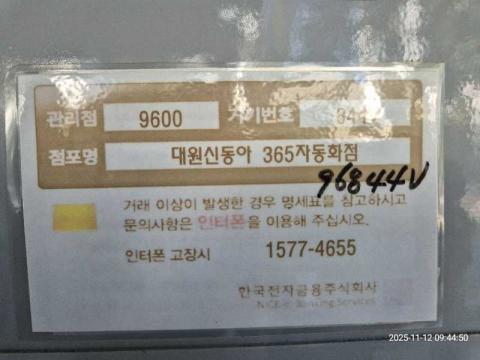 관리점 9600 기기번호
점포명 대원신동아 365자동화점
96844V
거래 이상이 발생한 경우 명세표를 참고하시고
문의사항은 인터폰을 이용해 주십시오.
인터폰 고장시 1577-4655
한국전자금융주식회사
Services
2025-11-12 09:44:50